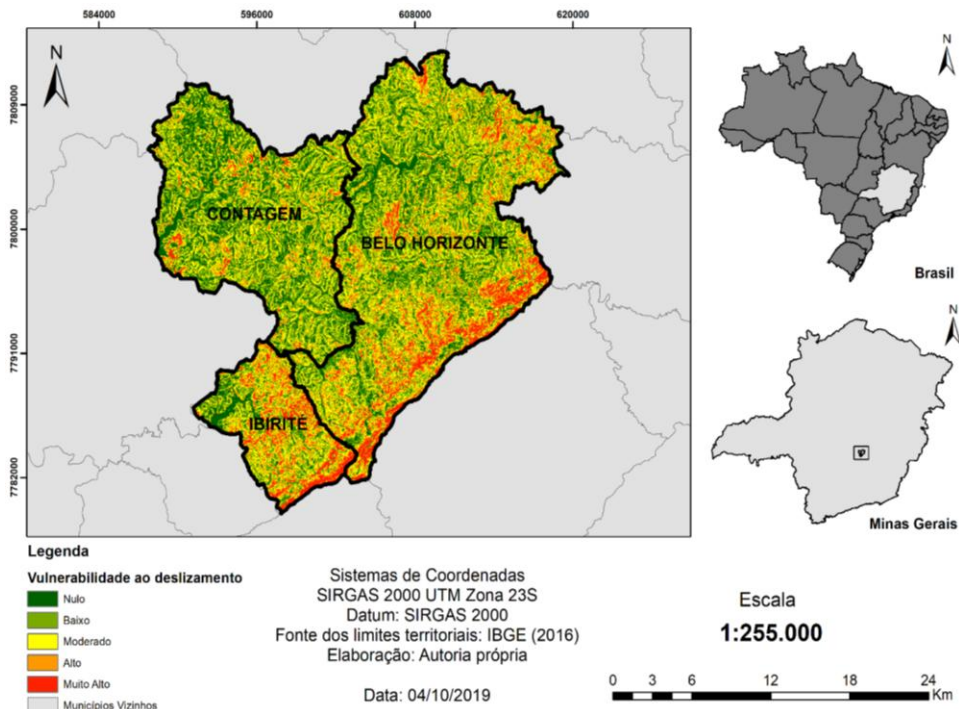 584000
596000
608000
620000
N
7809000
7800000
7791000
7782000
CONTAGEM
BELO HORIZONTE
IBIRITÉ
N
Brasil
N
Minas Gerais
Legenda
Vulnerabilidade ao deslizamento
Nulo
Baixo
Moderado
Alto
Muito Alto
Municípios Vizinhos
Sistemas de Coordenadas
SIRGAS 2000 UTM Zona 23S
Datum: SIRGAS 2000
Fonte dos limites territoriais: IBGE (2016)
Elaboração: Autoria própria
Data: 04/10/2019
Escala
1:255.000
0 3 6 12 18 24
Km